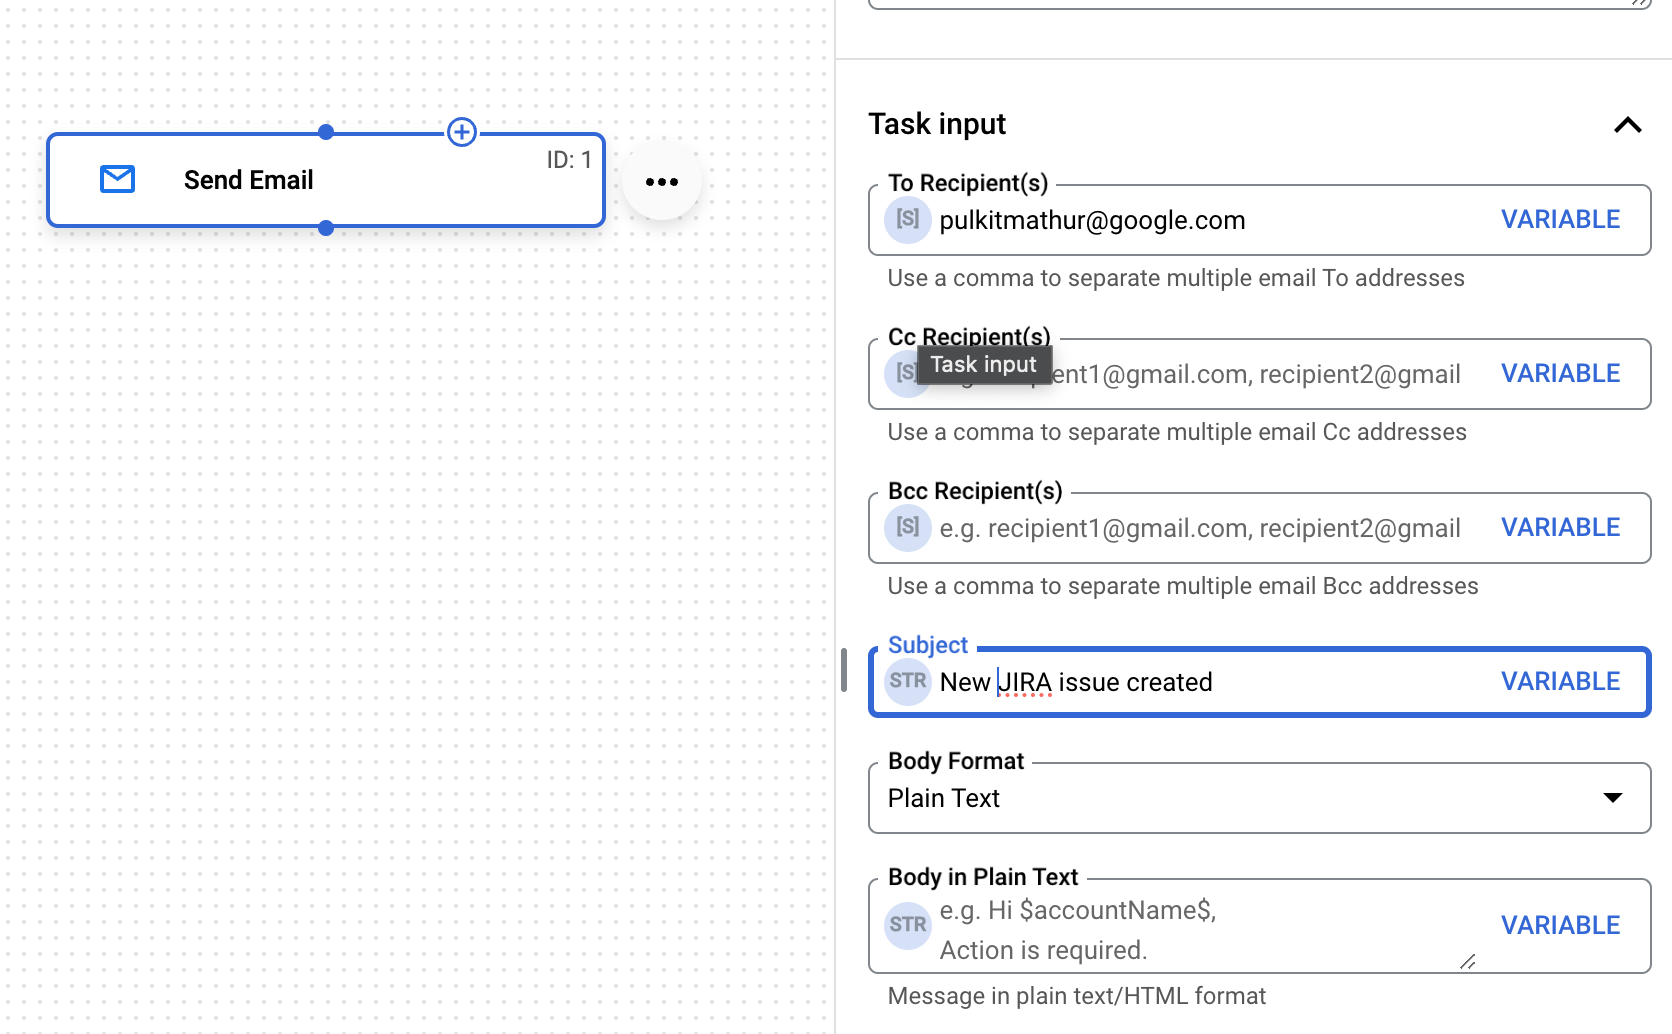 Send Email
ID: 1
Task input
To Recipient(s)
[S] pulkitmathur@google.com VARIABLE
Use a comma to separate multiple email To addresses
Cc Recipient(s)
Task input
[S] ent1@gmail.com, recipient2@gmail VARIABLE
Use a comma to separate multiple email Cc addresses
Bcc Recipient(s)
[S] e.g. recipient1@gmail.com, recipient2@gmail VARIABLE
Use a comma to separate multiple email Bcc addresses
Subject
STR New JIRA issue created VARIABLE
Body Format
Plain Text
Body in Plain Text
STR e.g. Hi $accountName$, VARIABLE
Action is required.
Message in plain text/HTML format